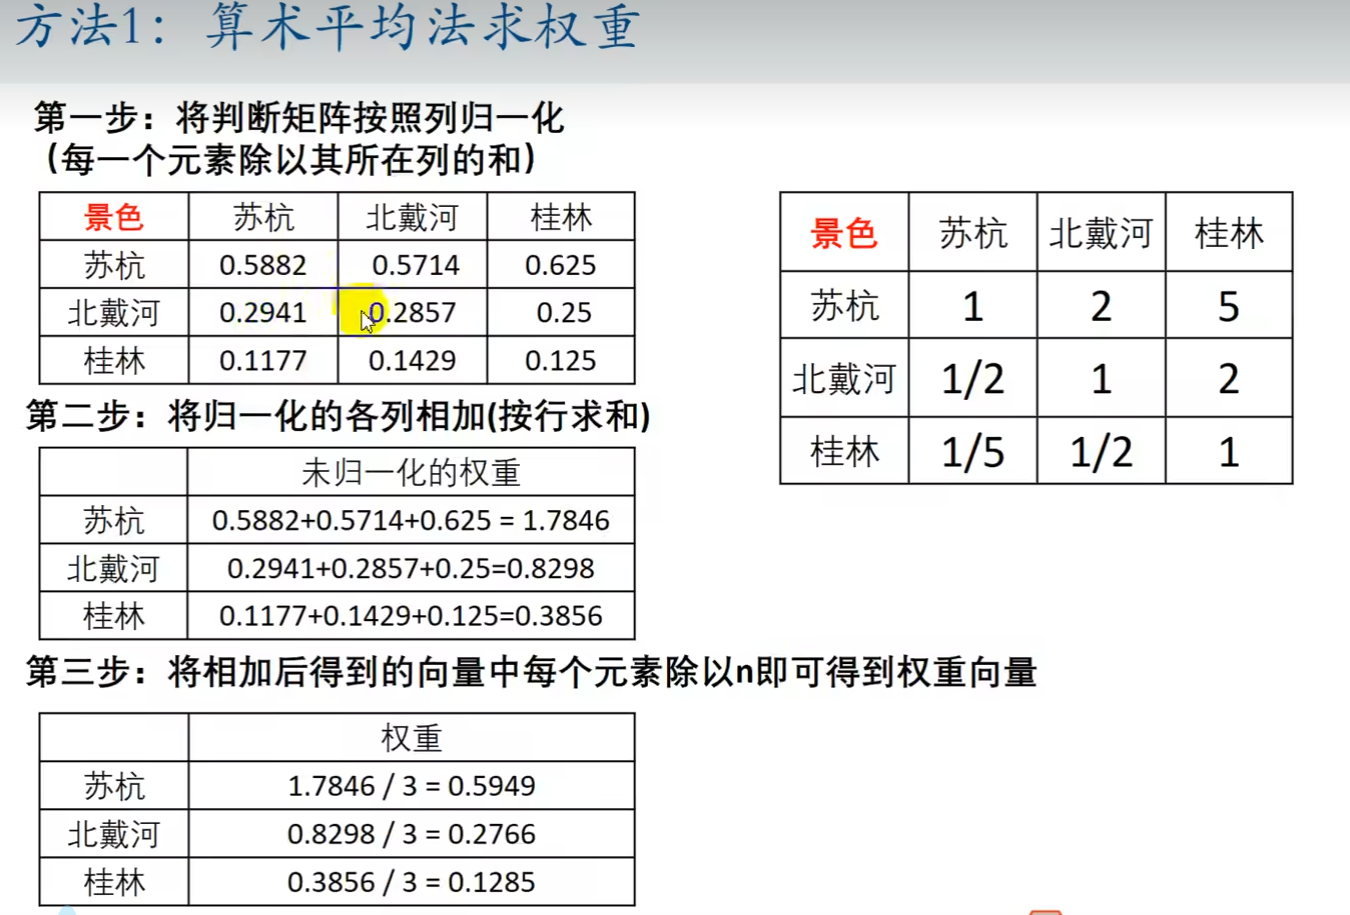 方法1：算术平均法求权重
第一步：将判断矩阵按照列归一化
（每一个元素除以其所在列的和）
景色 苏杭 北戴河 桂林
苏杭 0.5882 0.5714 0.625
北戴河 0.2941 0.2857 0.25
桂林 0.1177 0.1429 0.125
景色 苏杭 北戴河 桂林
苏杭 1 2 5
北戴河 1/2 1 2
桂林 1/5 1/2 1
第二步：将归一化的各列相加(按行求和)
未归一化的权重
苏杭 0.5882+0.5714+0.625 = 1.7846
北戴河 0.2941+0.2857+0.25=0.8298
桂林 0.1177+0.1429+0.125=0.3856
第三步：将相加后得到的向量中每个元素除以n即可得到权重向量
权重
苏杭 1.7846 / 3 = 0.5949
北戴河 0.8298 / 3 = 0.2766
桂林 0.3856 / 3 = 0.1285